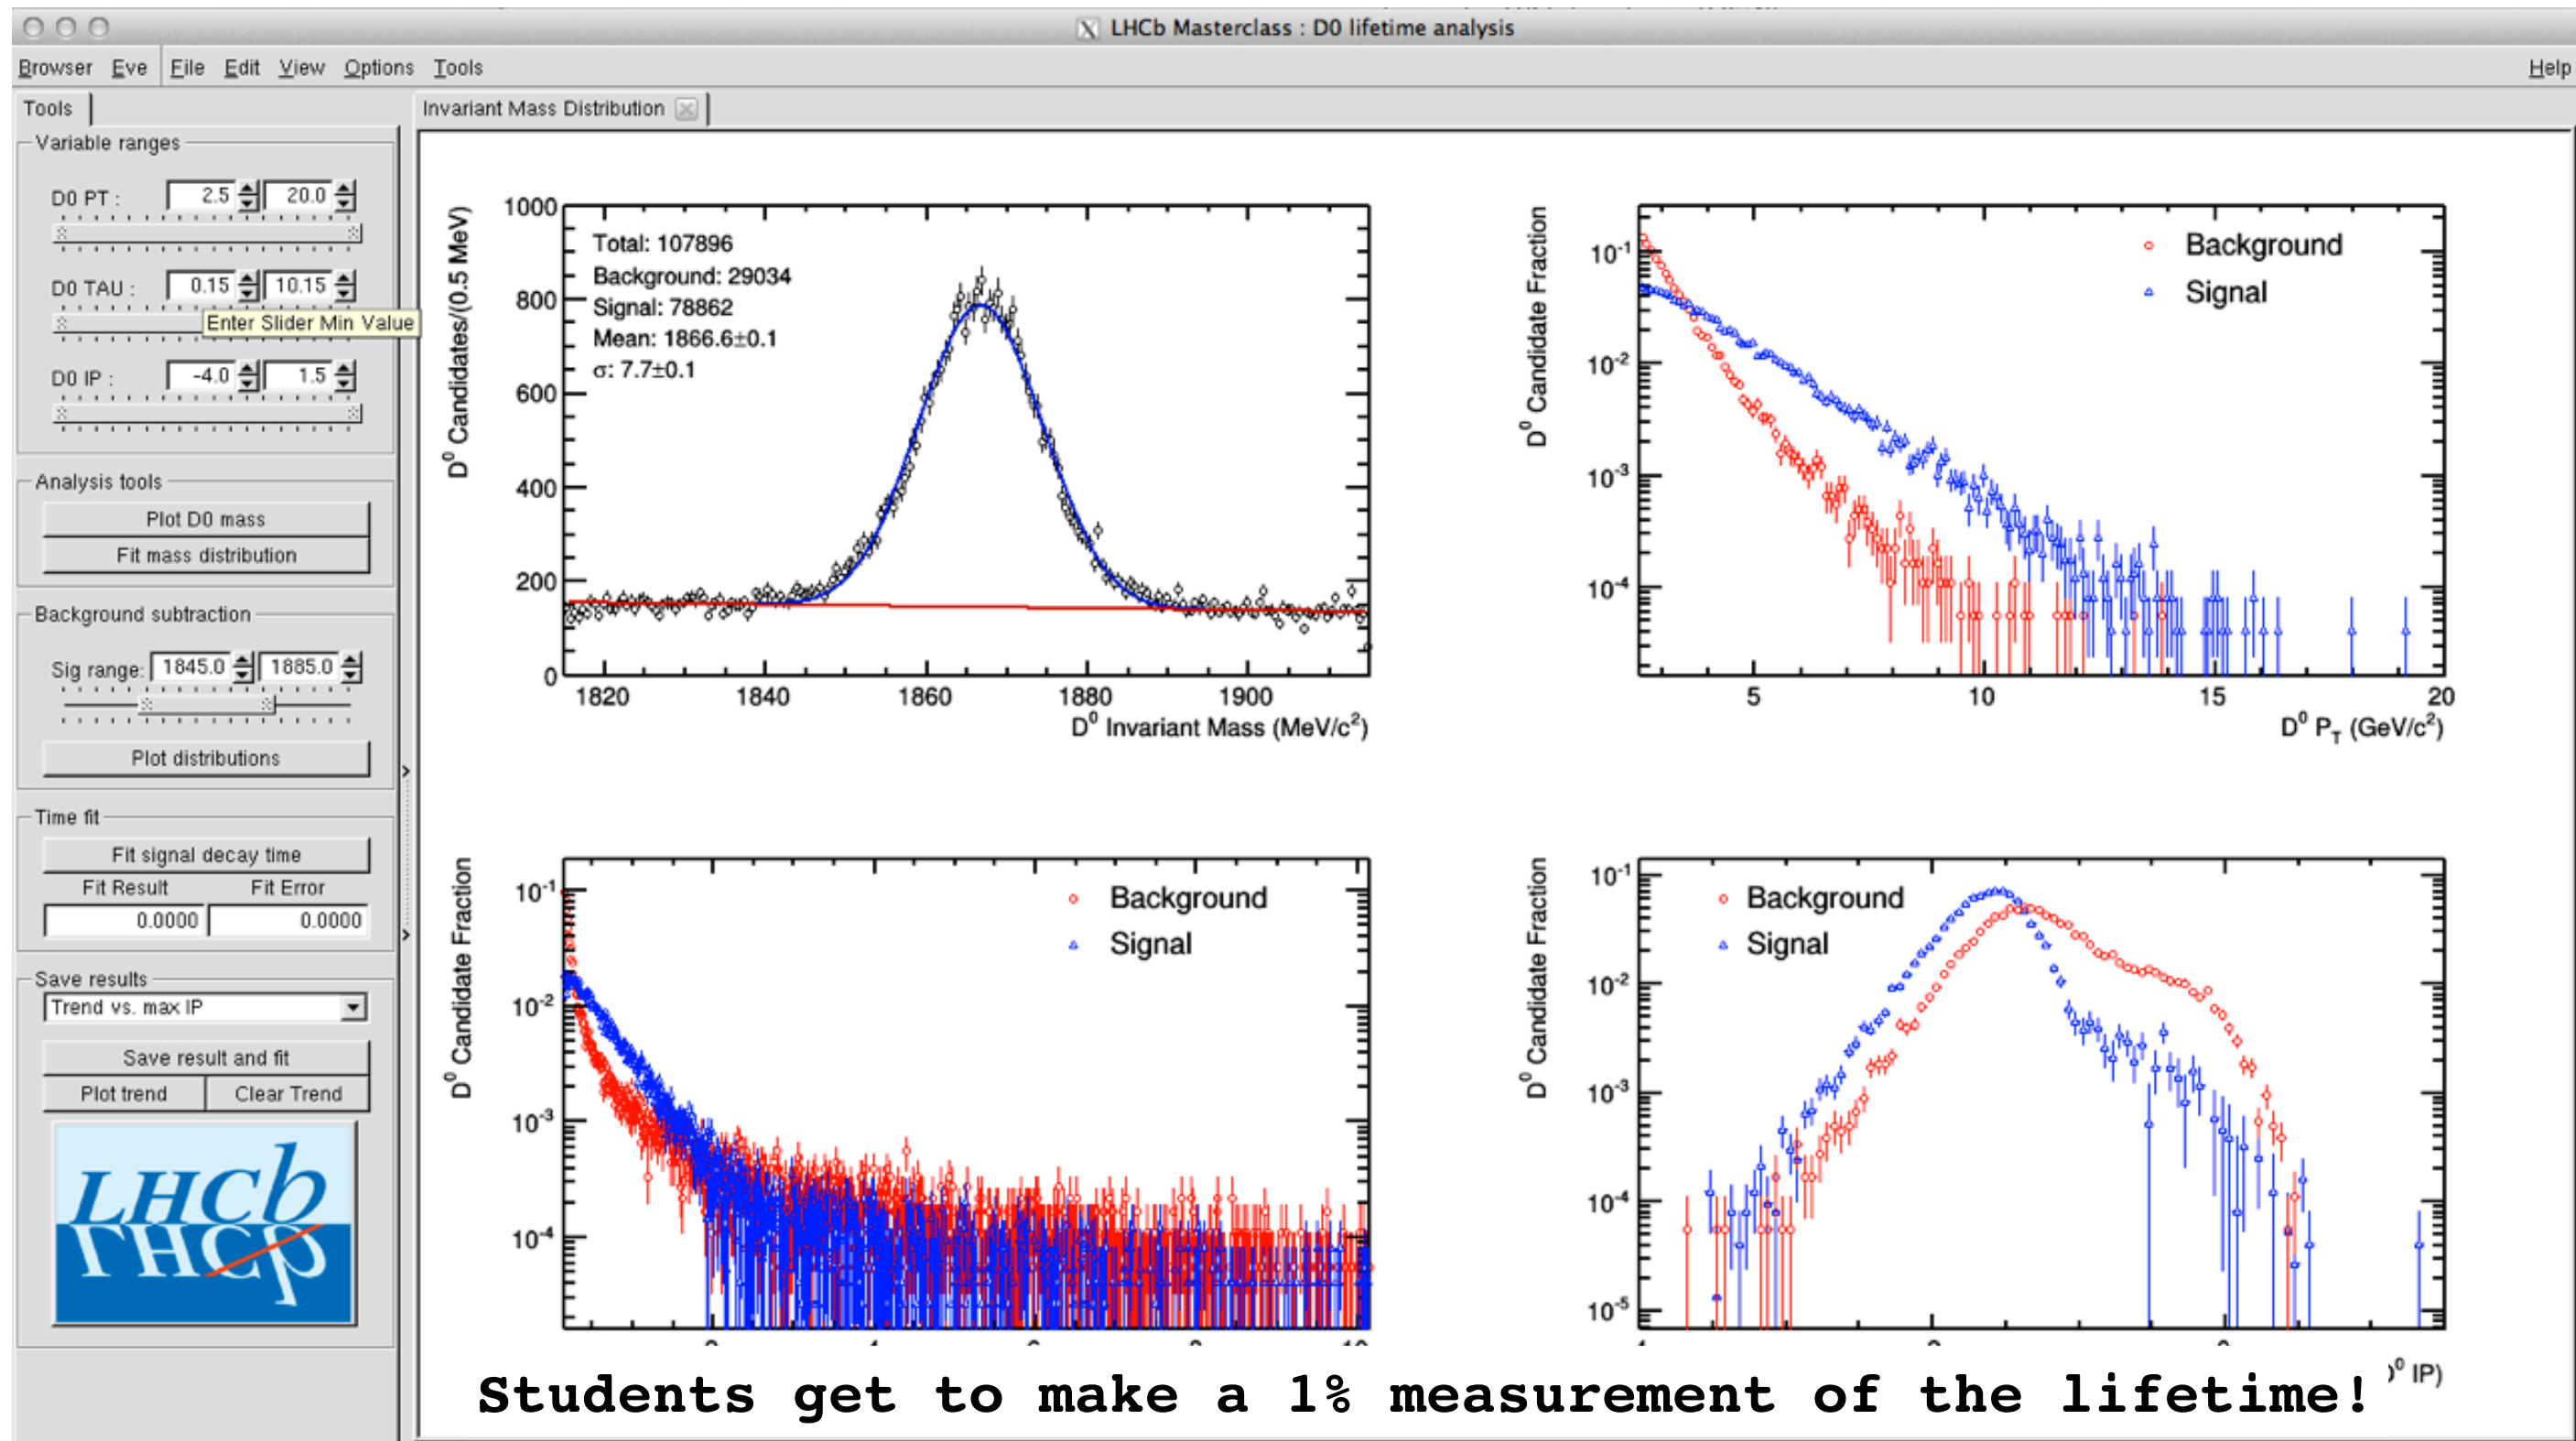 LHCb Masterclass : D0 lifetime analysis
Browser Eve File Edit View Options Tools Help
Tools
Invariant Mass Distribution
Variable ranges
D0 PT : 2.5 20.0
D0 TAU : 0.15 10.15
Enter Slider Min Value
D0 IP : -4.0 1.5
Analysis tools
Plot D0 mass
Fit mass distribution
Background subtraction
Sig range: 1845.0 1885.0
Plot distributions
Time fit
Fit signal decay time
Fit Result Fit Error
0.0000 0.0000
Save results
Trend vs. max IP
Save result and fit
Plot trend Clear Trend
LHCb
D⁰ Candidates/(0.5 MeV)
1000
800
600
400
200
0
Total: 107896
Background: 29034
Signal: 78862
Mean: 1866.6±0.1
σ: 7.7±0.1
1820 1840 1860 1880 1900
D⁰ Invariant Mass (MeV/c²)
D⁰ Candidate Fraction
10⁻¹
10⁻²
10⁻³
10⁻⁴
Background
Signal
5 10 15 20
D⁰ P_T (GeV/c²)
D⁰ Candidate Fraction
10⁻¹
10⁻²
10⁻³
10⁻⁴
Background
Signal
D⁰ Candidate Fraction
10⁻¹
10⁻²
10⁻³
10⁻⁴
10⁻⁵
Background
Signal
⁰ IP)
Students get to make a 1% measurement of the lifetime!